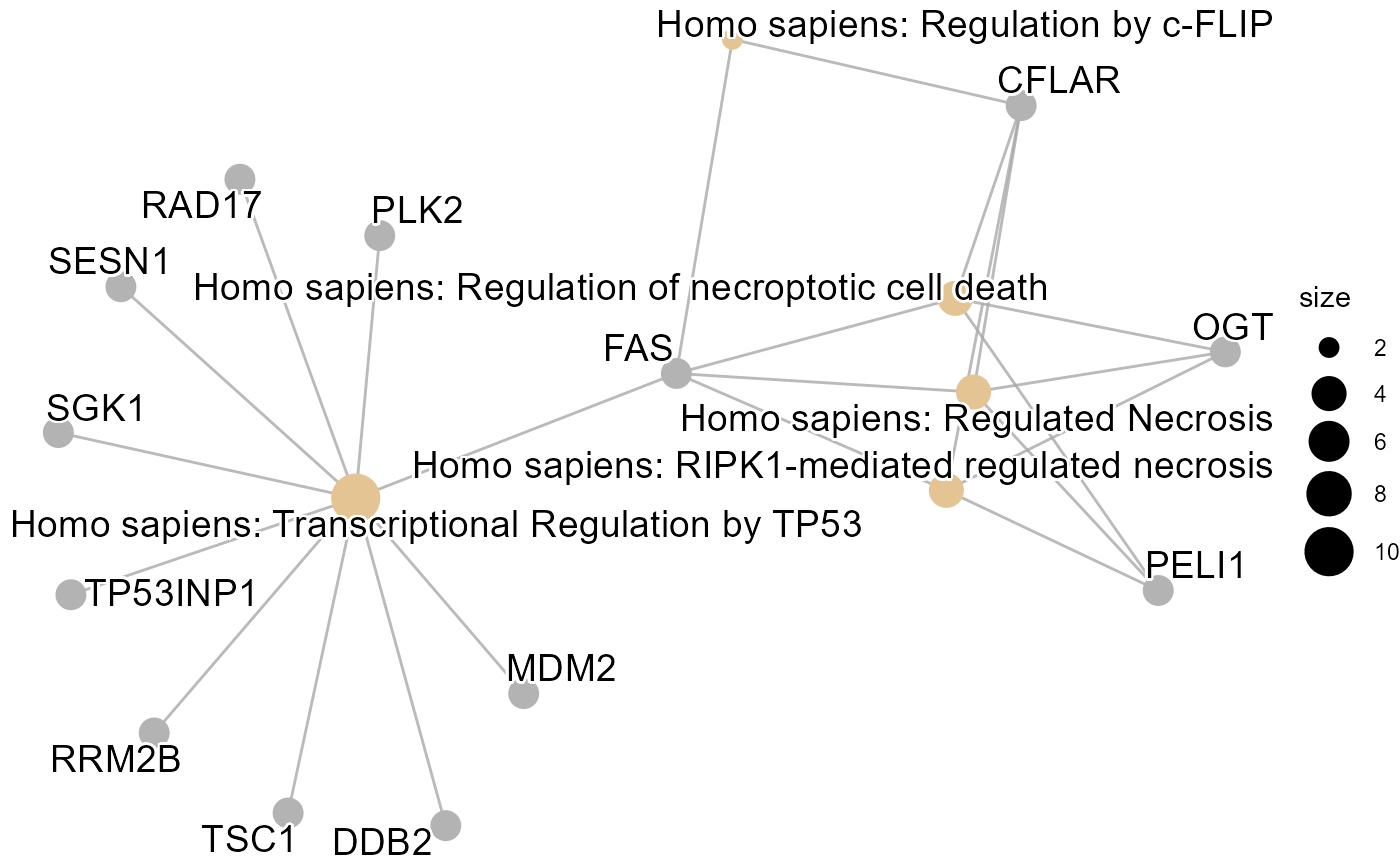 Homo sapiens: Regulation by c-FLIP
CFLAR
RAD17
PLK2
SESN1
Homo sapiens: Regulation of necroptotic cell death
size
OGT
2
FAS
4
SGK1
Homo sapiens: Regulated Necrosis
6
Homo sapiens: RIPK1-mediated regulated necrosis
8
Homo sapiens: Transcriptional Regulation by TP53
10
PELI1
TP53INP1
MDM2
RRM2B
TSC1
DDB2